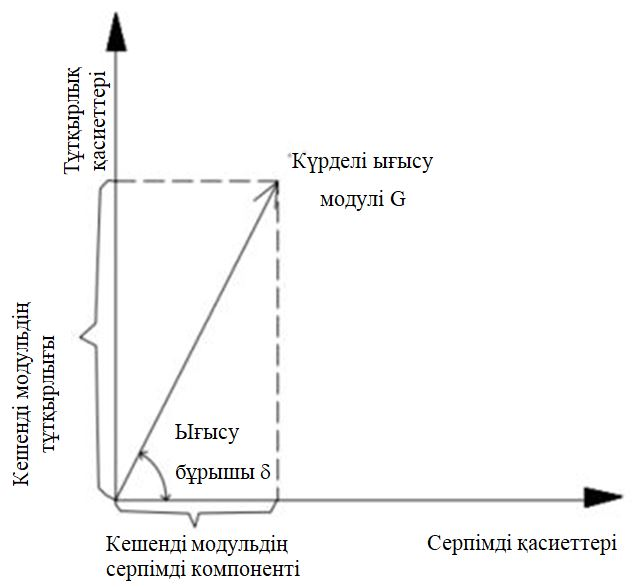 Тұтқырлық
қасиеттері
Күрделі ығысу
модулі G
Кешенді модульдің
тұтқырлығы
Ығысу
бұрышы δ
Кешенді модульдің
серпімді компоненті
Серпімді қасиеттері